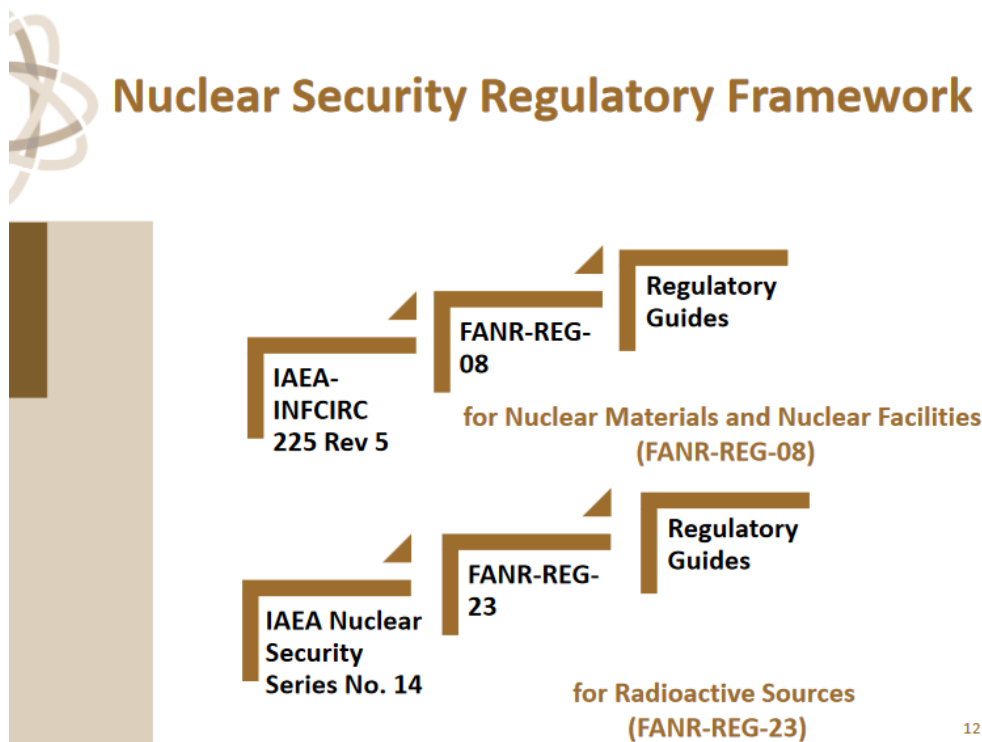 Nuclear Security Regulatory Framework
Regulatory
Guides
FANR-REG-
08
IAEA-
INFCIRC
225 Rev 5
for Nuclear Materials and Nuclear Facilities
(FANR-REG-08)
Regulatory
Guides
FANR-REG-
23
IAEA Nuclear
Security
Series No. 14
for Radioactive Sources
(FANR-REG-23)
12